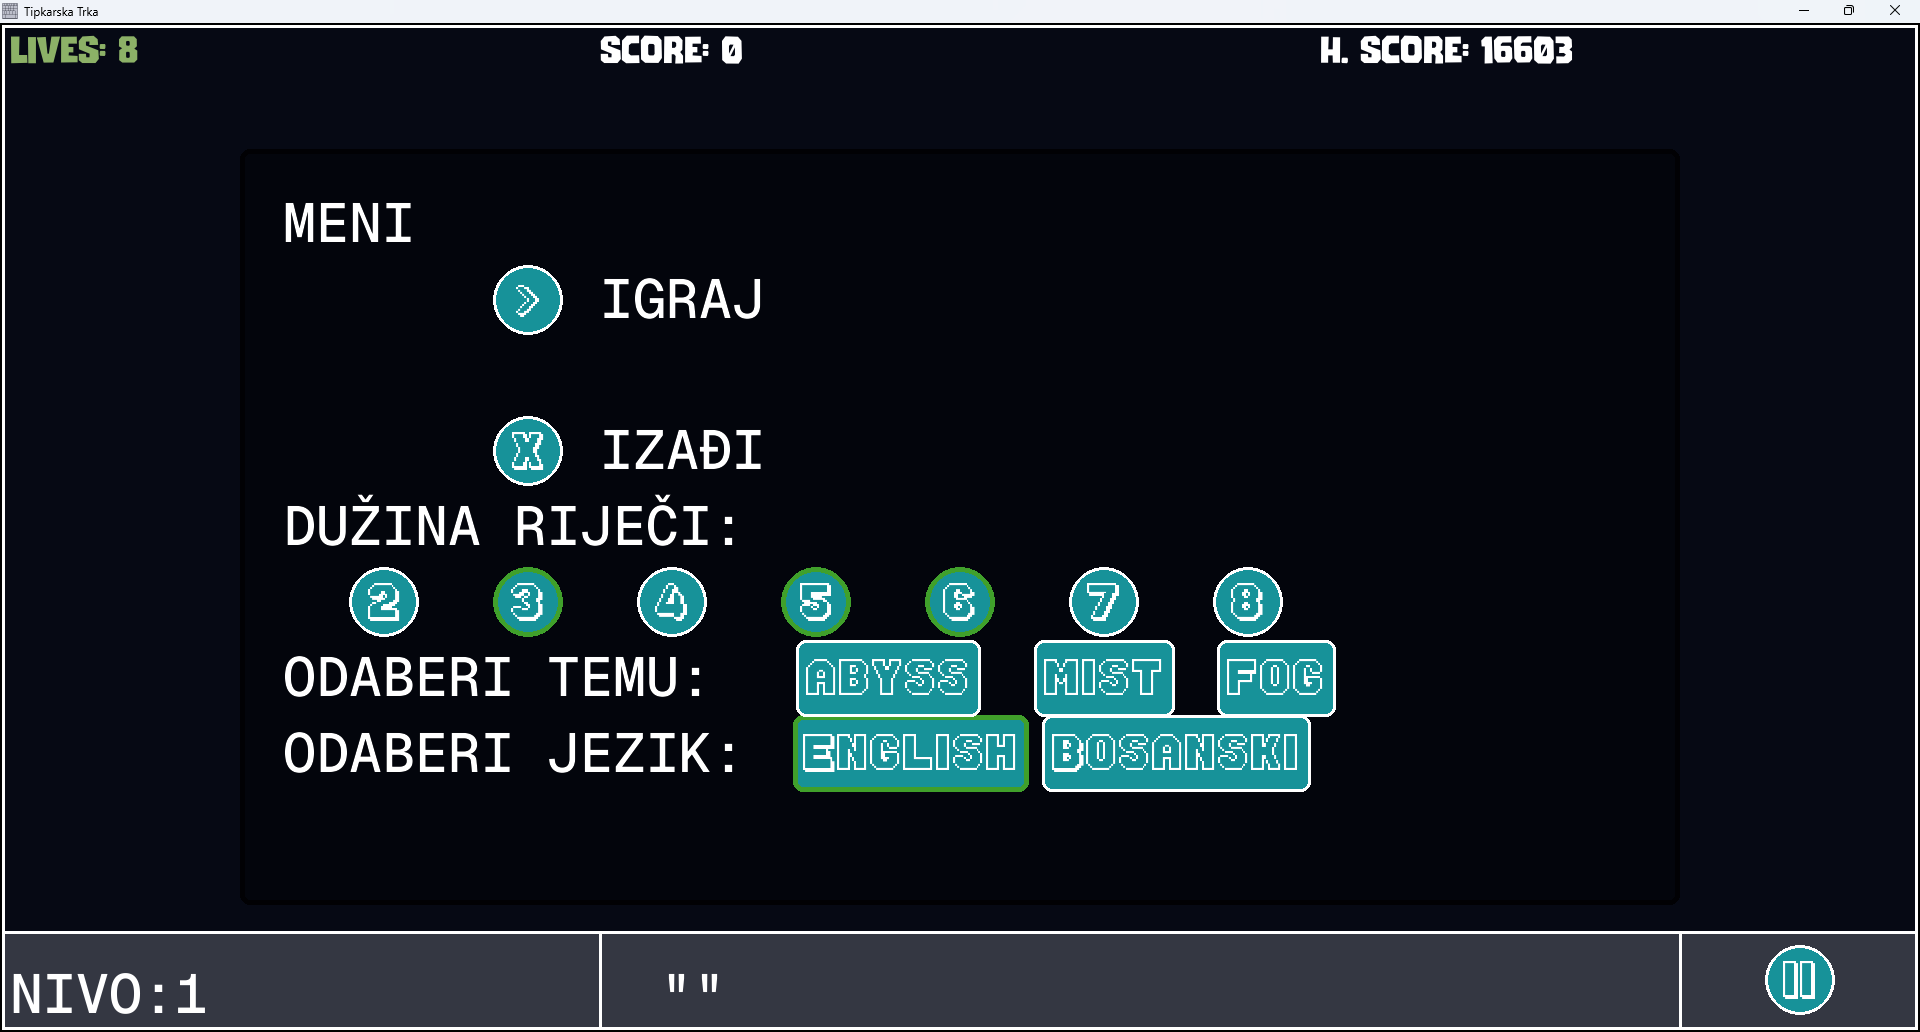 Tipkarska Trka
LIVES: 8 SCORE: 0 H. SCORE: 16603
MENI
> IGRAJ
X IZAĐI
DUŽINA RIJEČI:
2 3 4 5 6 7 8
ODABERI TEMU: ABYSS MIST FOG
ODABERI JEZIK: ENGLISH BOSANSKI
NIVO:1 ""